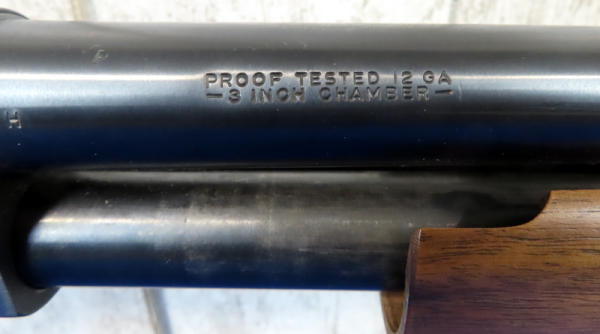 P
PROOF TESTED 12 GA
-3 INCH CHAMBER-
H